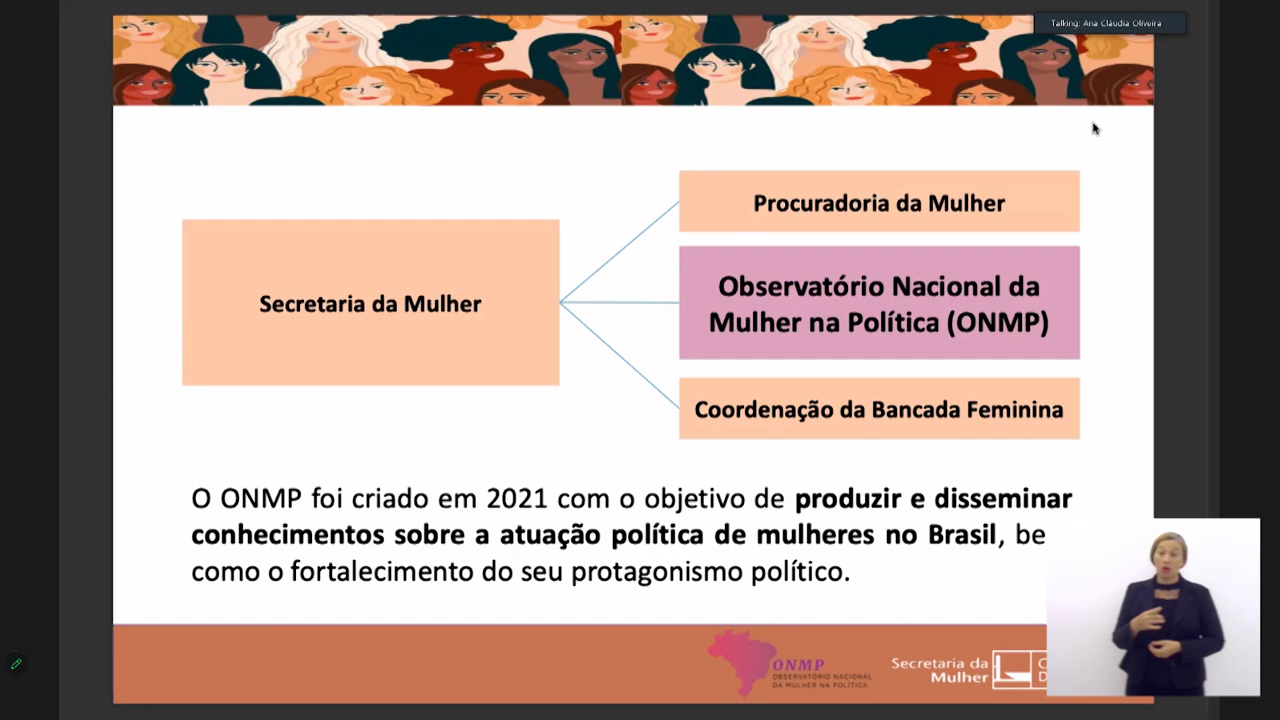 Talking: Ana Cláudia Oliveira
Procuradoria da Mulher
Secretaria da Mulher
Observatório Nacional da
Mulher na Política (ONMP)
Coordenação da Bancada Feminina
O ONMP foi criado em 2021 com o objetivo de produzir e disseminar
conhecimentos sobre a atuação política de mulheres no Brasil, be
como o fortalecimento do seu protagonismo político.
ONMP
OBSERVATÓRIO NACIONAL
DA MULHER NA POLÍTICA
Secretaria da
Mulher